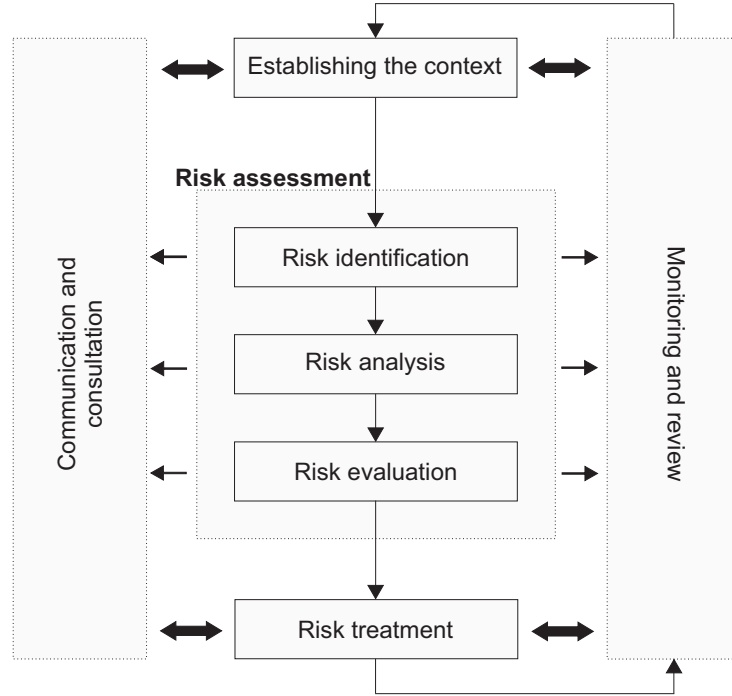 Establishing the context
Risk assessment
Risk identification
Risk analysis
Risk evaluation
Risk treatment
Communication and
consultation
Monitoring and review